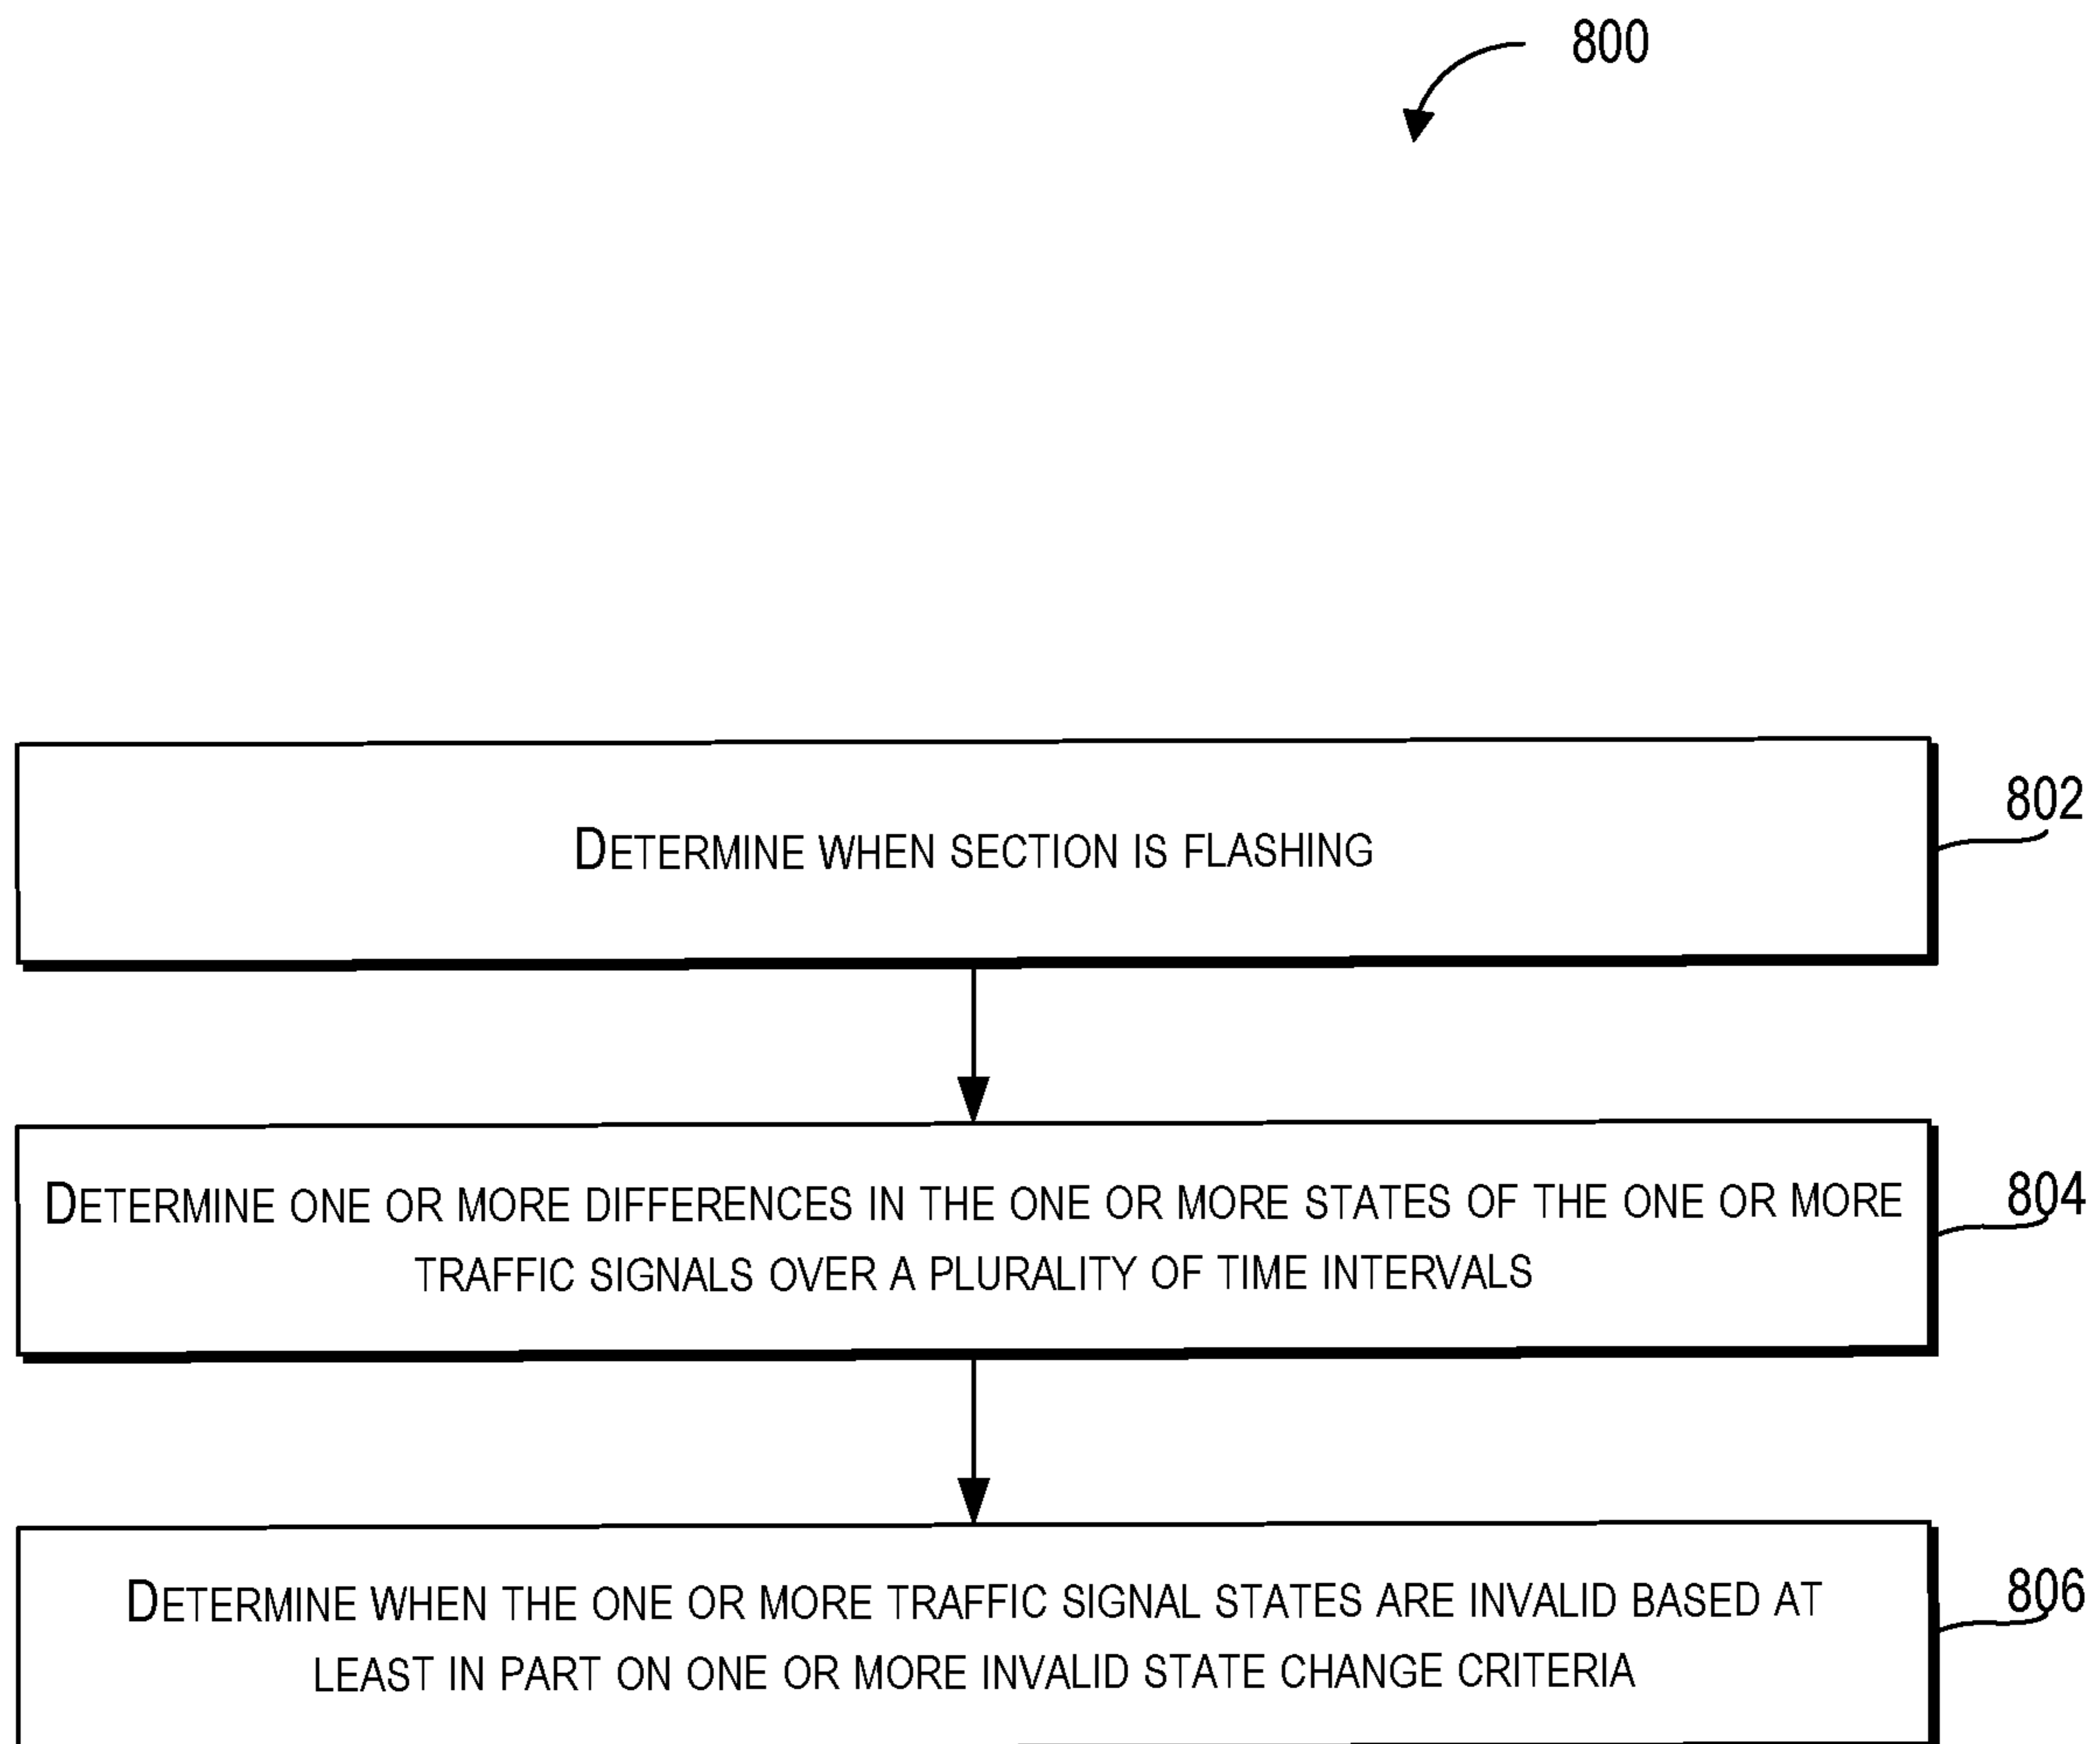 800
DETERMINE WHEN SECTION IS FLASHING
802
DETERMINE ONE OR MORE DIFFERENCES IN THE ONE OR MORE STATES OF THE ONE OR MORE
TRAFFIC SIGNALS OVER A PLURALITY OF TIME INTERVALS
804
DETERMINE WHEN THE ONE OR MORE TRAFFIC SIGNAL STATES ARE INVALID BASED AT
LEAST IN PART ON ONE OR MORE INVALID STATE CHANGE CRITERIA
806